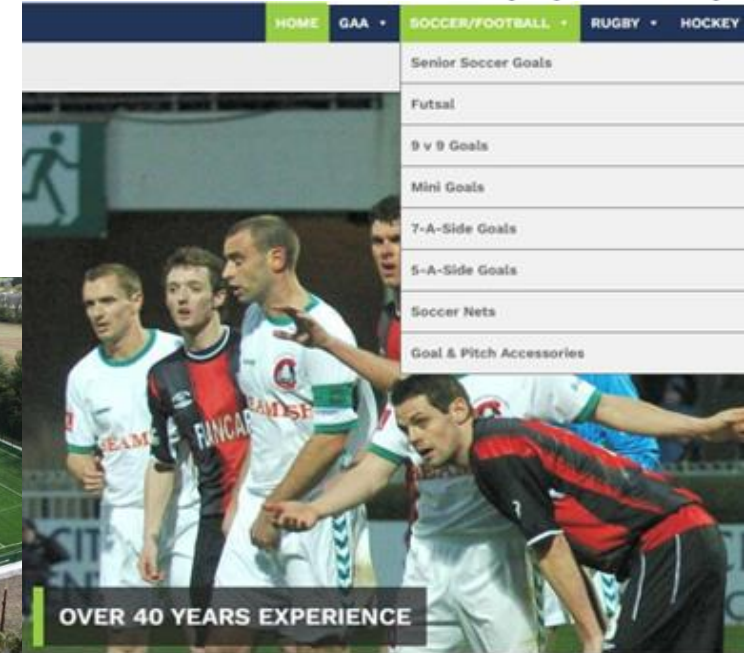 HOME GAA SOCCER/FOOTBALL RUGBY HOCKEY
Senior Soccer Goals
Futsal
9 v 9 Goals
Mini Goals
7-A-Side Goals
5-A-Side Goals
Soccer Nets
Goal & Pitch Accessories
OVER 40 YEARS EXPERIENCE